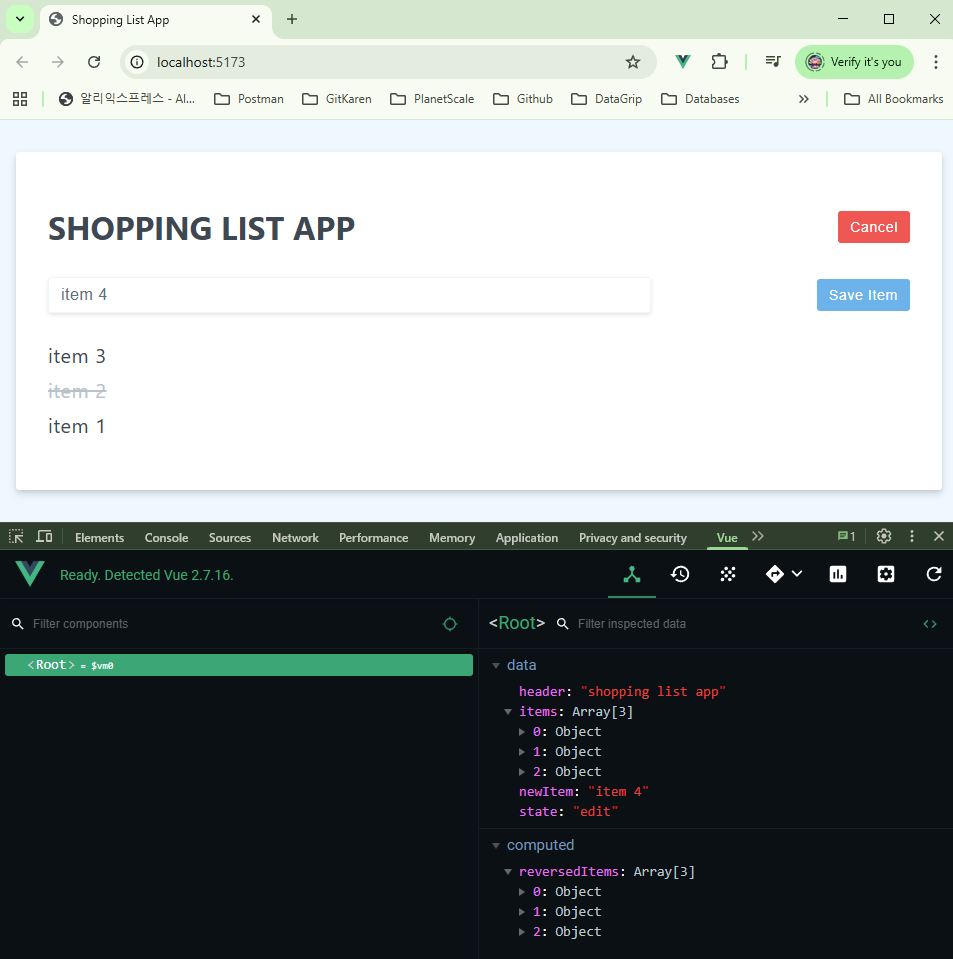 Shopping List App
localhost:5173
Verify it's you
알리익스프레스 - Al...
Postman
GitKaren
PlanetScale
Github
DataGrip
Databases
All Bookmarks
SHOPPING LIST APP
Cancel
item 4
Save Item
item 3
item 2
item 1
Elements
Console
Sources
Network
Performance
Memory
Application
Privacy and security
Vue
1
Ready. Detected Vue 2.7.16.
Filter components
<Root>
Filter inspected data
<Root> = $vm0
data
header: "shopping list app"
items: Array[3]
0: Object
1: Object
2: Object
newItem: "item 4"
state: "edit"
computed
reversedItems: Array[3]
0: Object
1: Object
2: Object